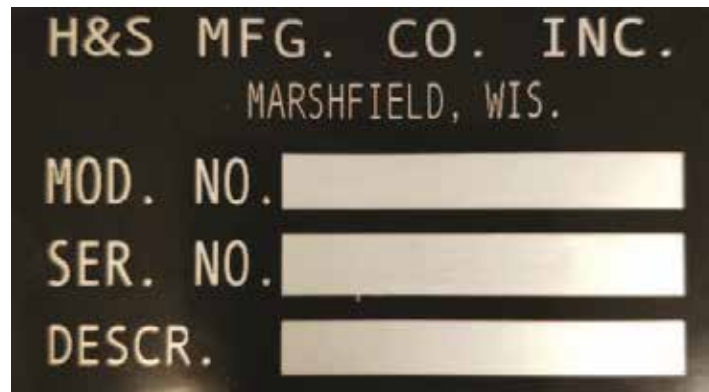 H&S MFG. CO. INC.
MARSHFIELD, WIS.
MOD. NO.
SER. NO.
DESCR.